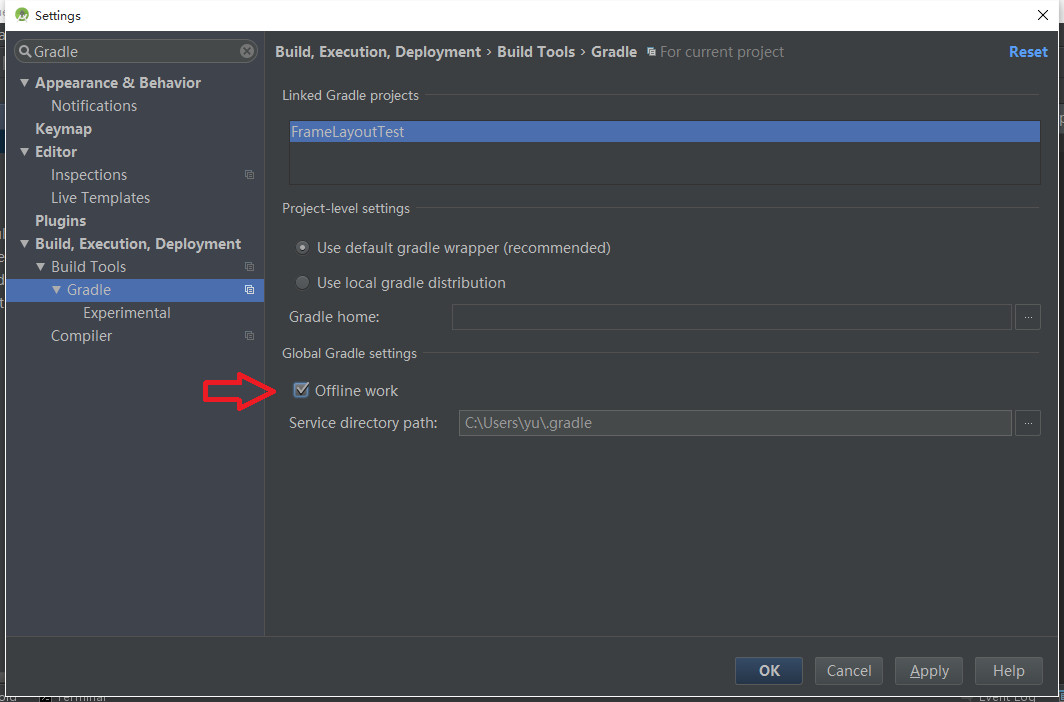 Settings
Gradle
Build, Execution, Deployment › Build Tools › Gradle For current project Reset
Appearance & Behavior
Notifications
Keymap
Editor
Inspections
Live Templates
Plugins
Build, Execution, Deployment
Build Tools
Gradle
Experimental
Compiler
Linked Gradle projects
FrameLayoutTest
Project-level settings
Use default gradle wrapper (recommended)
Use local gradle distribution
Gradle home: ...
Global Gradle settings
Offline work
Service directory path: C:\Users\yu\.gradle ...
OK Cancel Apply Help
Terminal Event Log